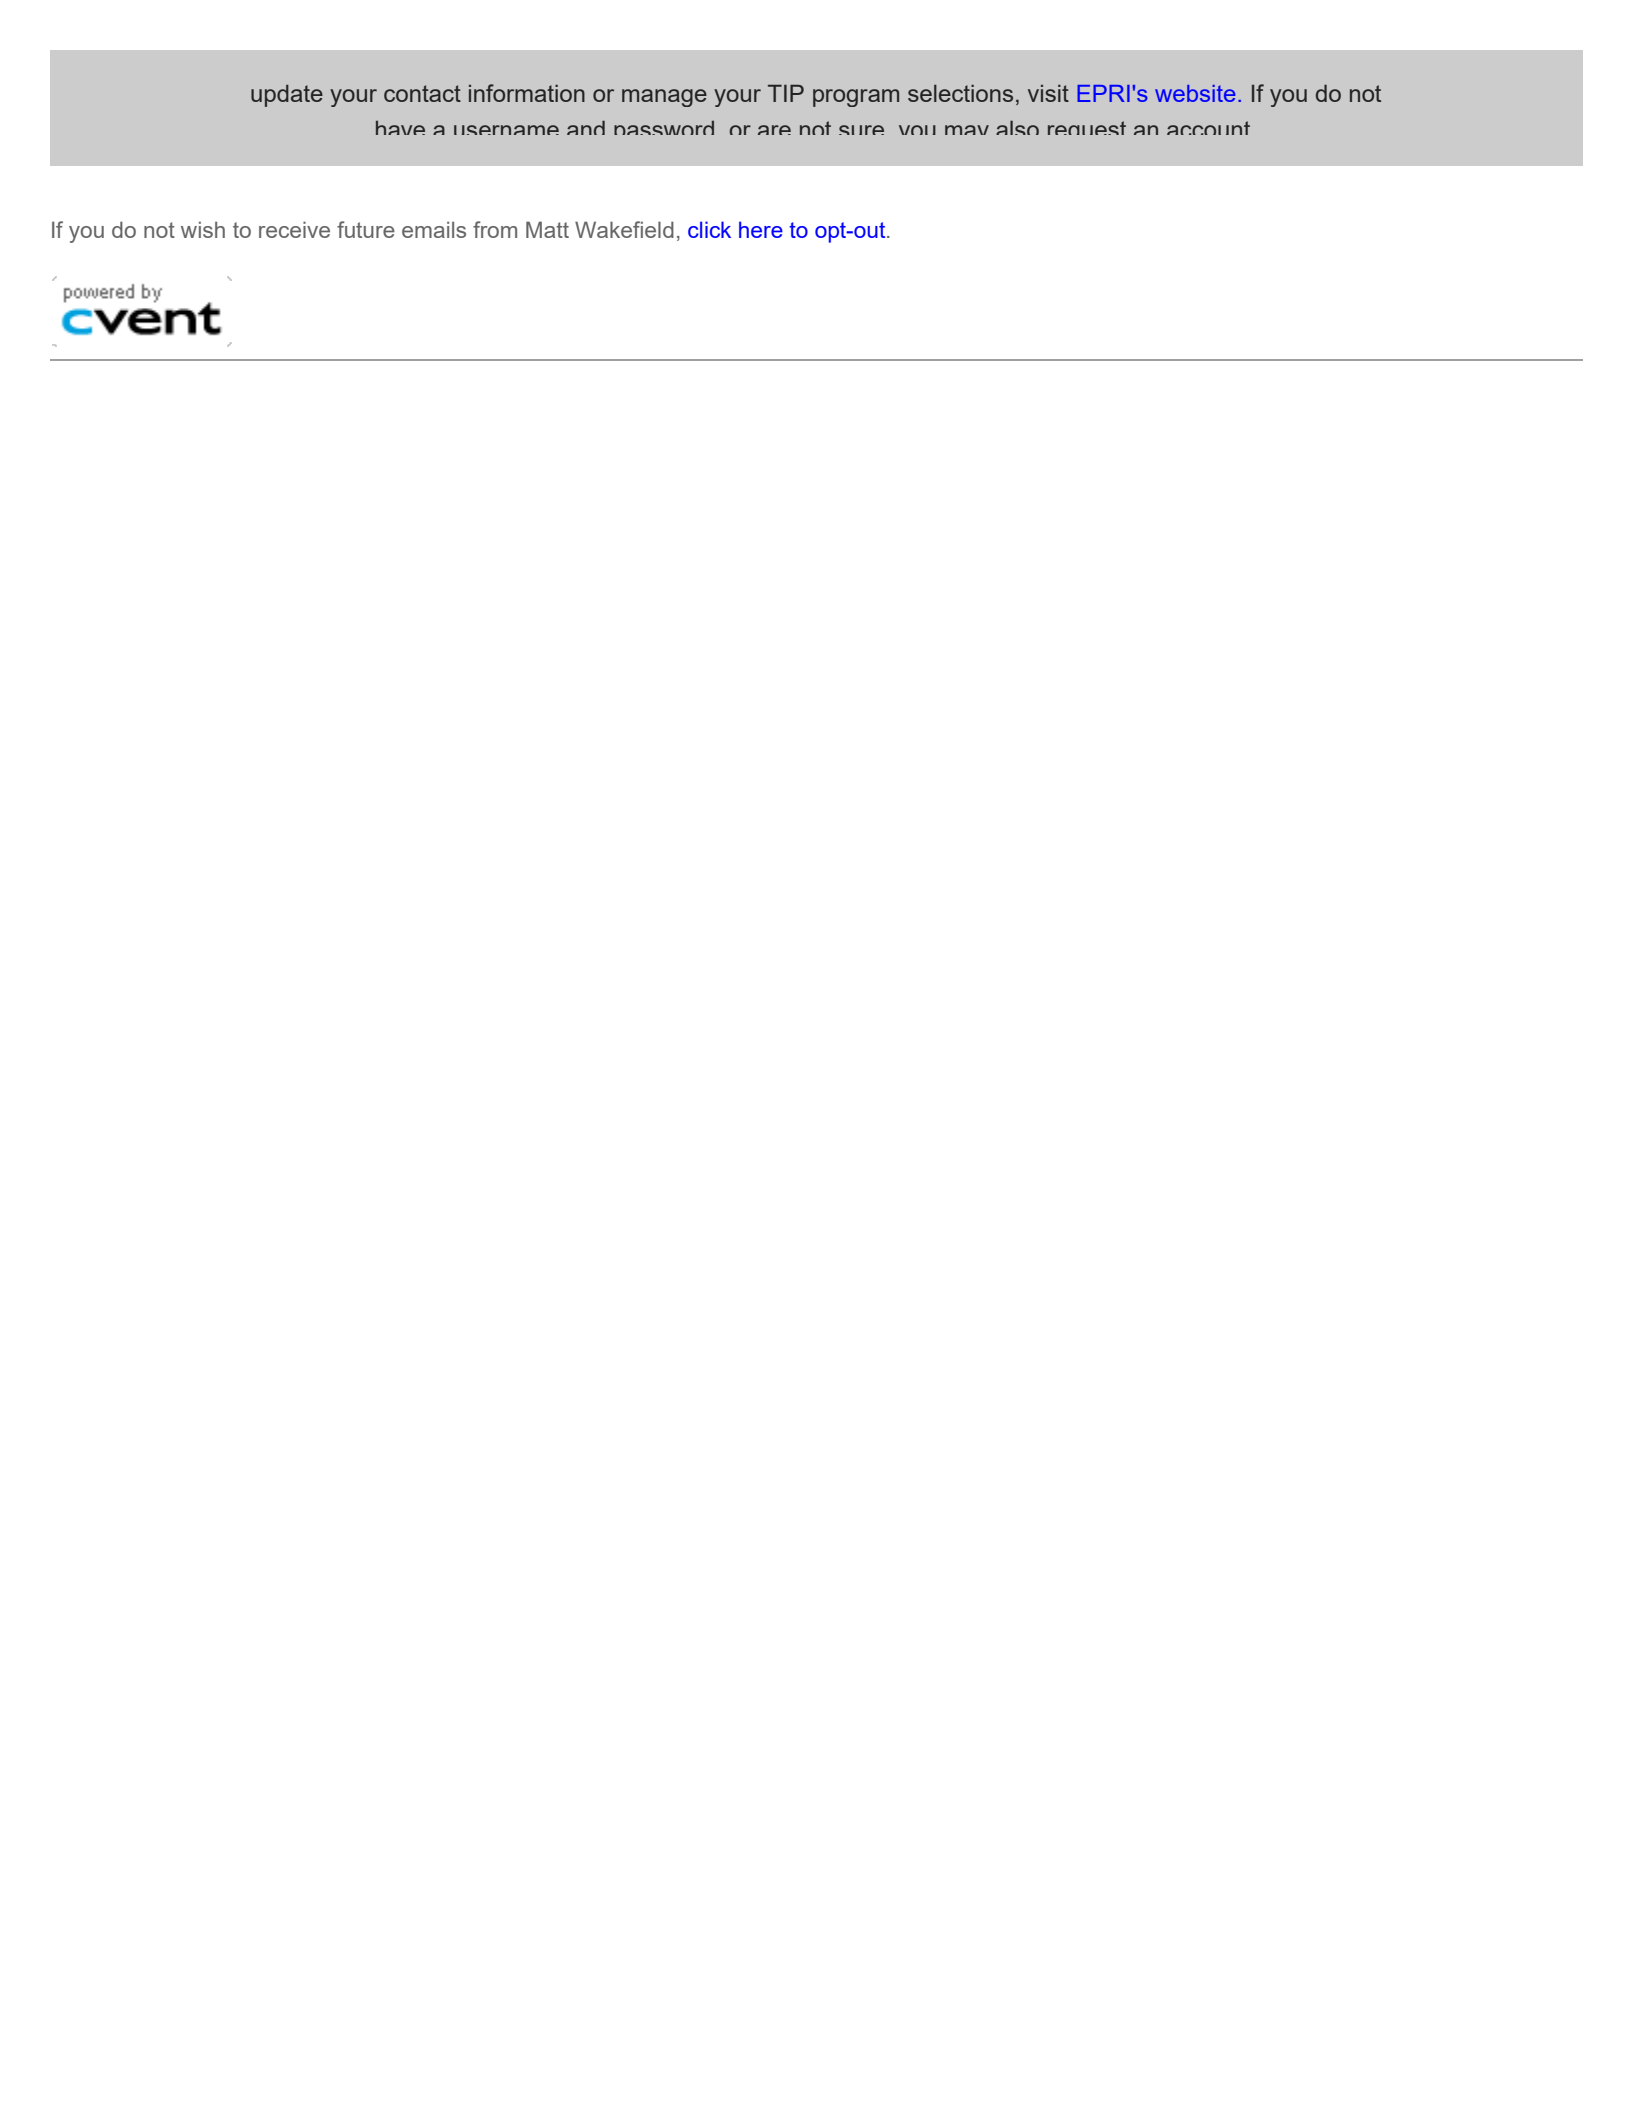 update your contact information or manage your TIP program selections, visit EPRI's website. If you do not
have a username and password, or are not sure, you may also request an account.
If you do not wish to receive future emails from Matt Wakefield, click here to opt-out.
powered by
cvent